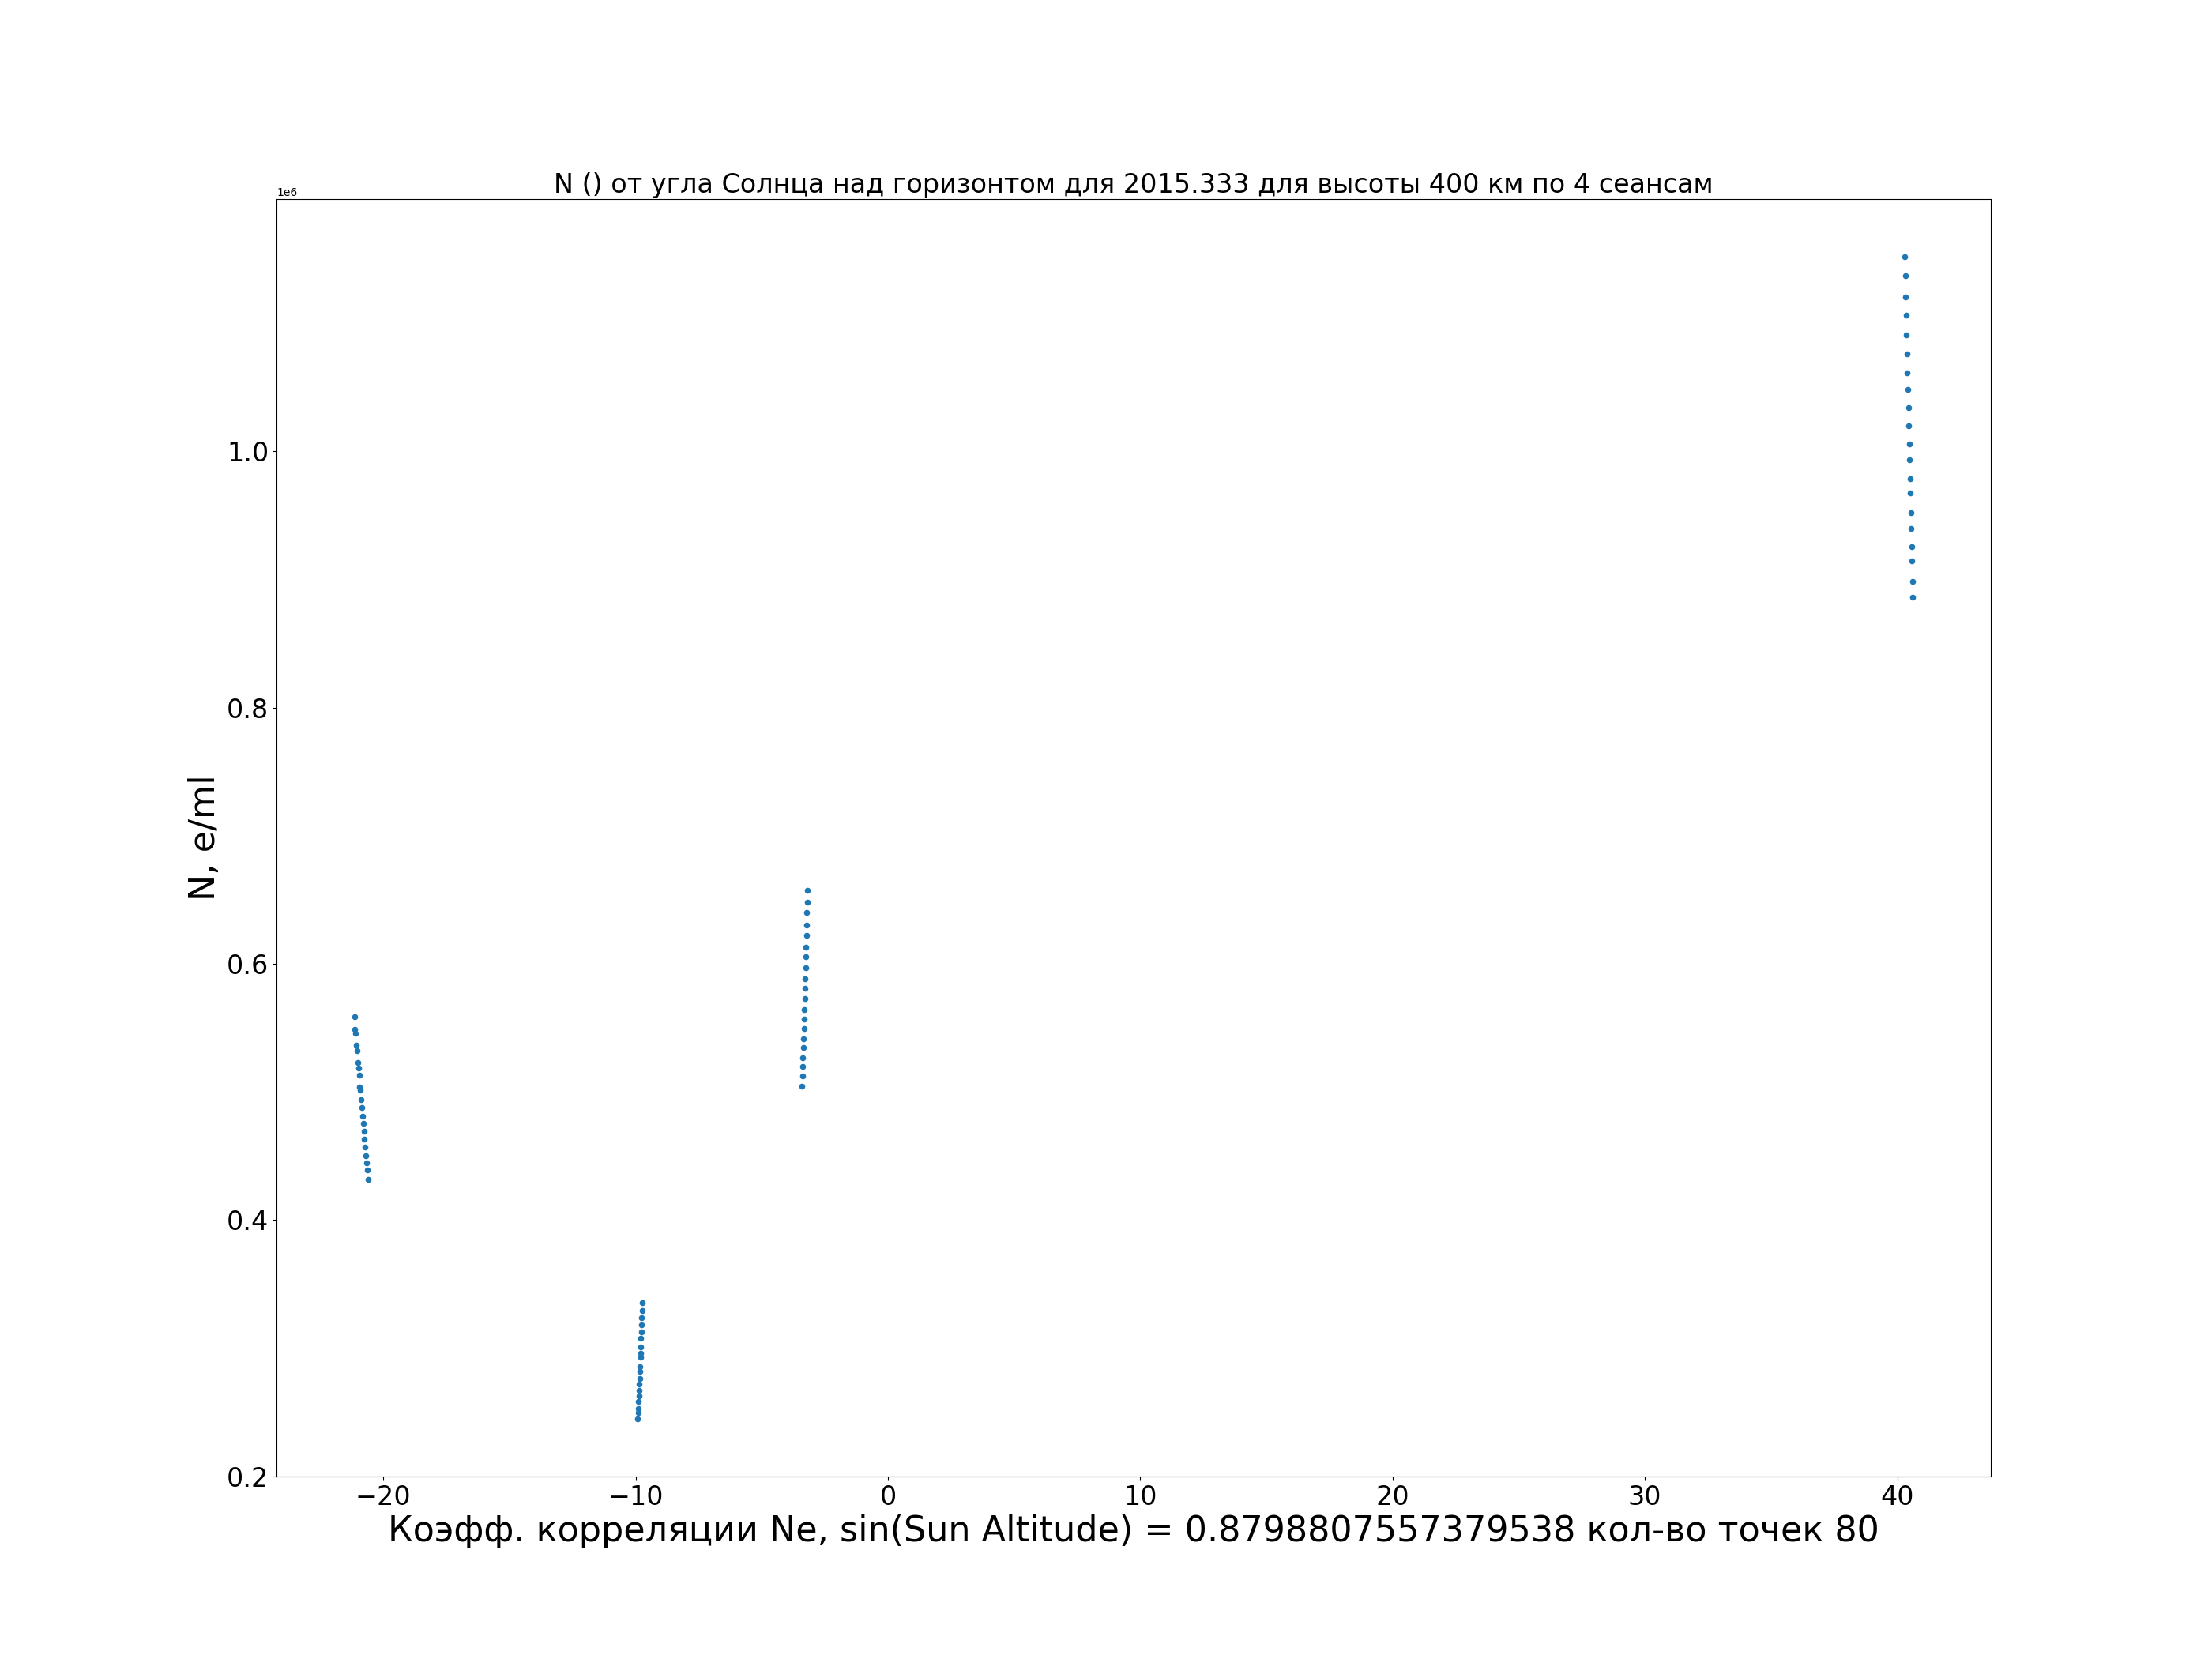 N () от угла Солнца над горизонтом для 2015.333 для высоты 400 км по 4 сеансам
1e6
1.0
0.8
0.6
0.4
0.2
N, e/ml
−20 −10 0 10 20 30 40
Коэфф. корреляции Ne, sin(Sun Altitude) = 0.8798807557379538 кол-во точек 80